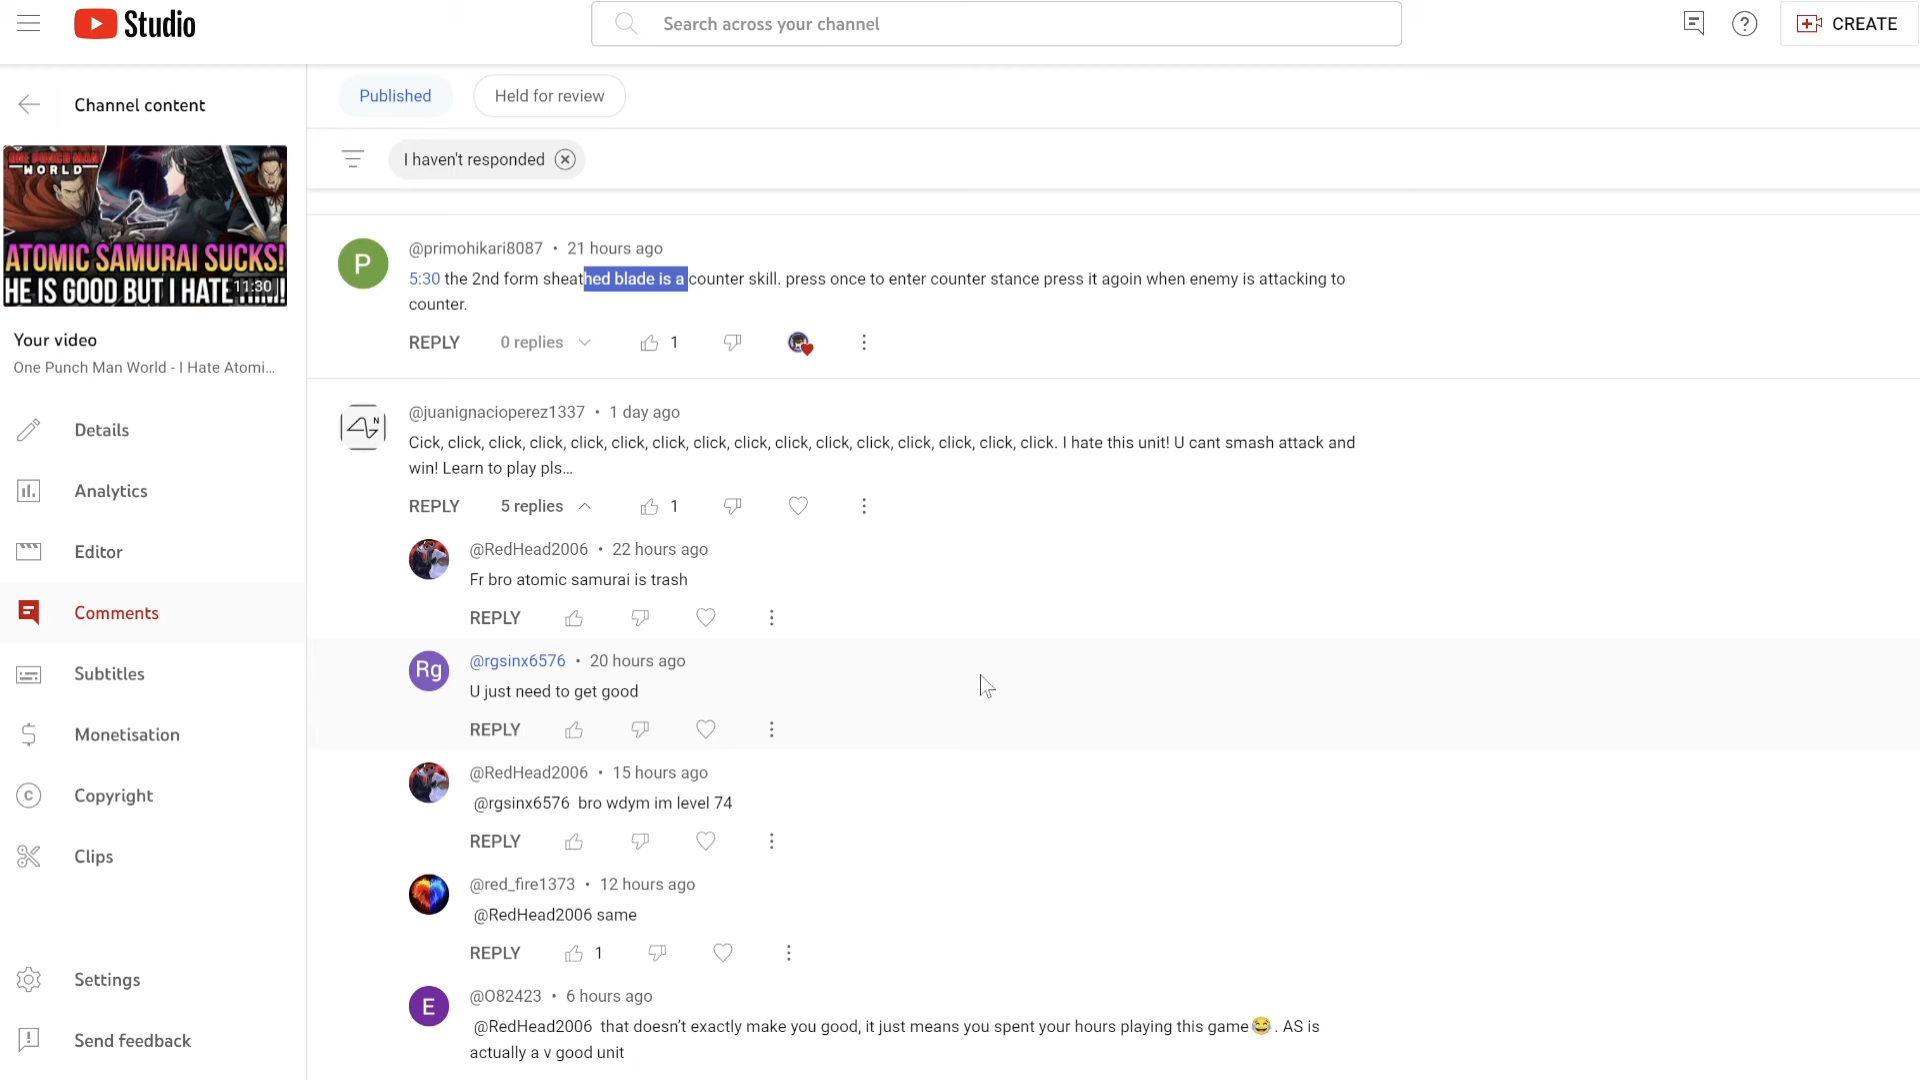 Studio
Search across your channel
CREATE
Channel content
Published
Held for review
I haven't responded
ONE PUNCH MAN
WORLD
ATOMIC SAMURAI SUCKS!
HE IS GOOD BUT I HATE
11:30
Your video
One Punch Man World - I Hate Atomi...
Details
Analytics
Editor
Comments
Subtitles
Monetisation
Copyright
Clips
Settings
Send feedback
P
@primohikari8087 • 21 hours ago
5:30 the 2nd form sheathed blade is a counter skill. press once to enter counter stance press it agoin when enemy is attacking to
counter.
REPLY 0 replies 1
@juanignacioperez1337 • 1 day ago
Cick, click, click, click, click, click, click, click, click, click, click, click, click, click, click, click. I hate this unit! U cant smash attack and
win! Learn to play pls...
REPLY 5 replies 1
@RedHead2006 • 22 hours ago
Fr bro atomic samurai is trash
REPLY
Rg
@rgsinx6576 • 20 hours ago
U just need to get good
REPLY
@RedHead2006 • 15 hours ago
@rgsinx6576 bro wdym im level 74
REPLY
@red_fire1373 • 12 hours ago
@RedHead2006 same
REPLY 1
E
@O82423 • 6 hours ago
@RedHead2006 that doesn't exactly make you good, it just means you spent your hours playing this game😂. AS is
actually a v good unit